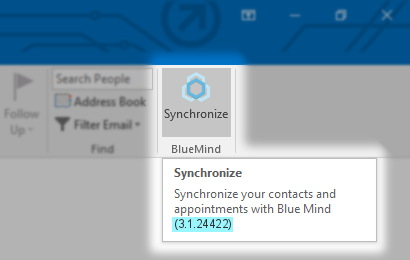 Search People
Address Book
Filter Email
Find
Follow
Up
Synchronize
BlueMind
Synchronize
Synchronize your contacts and
appointments with Blue Mind
(3.1.24422)